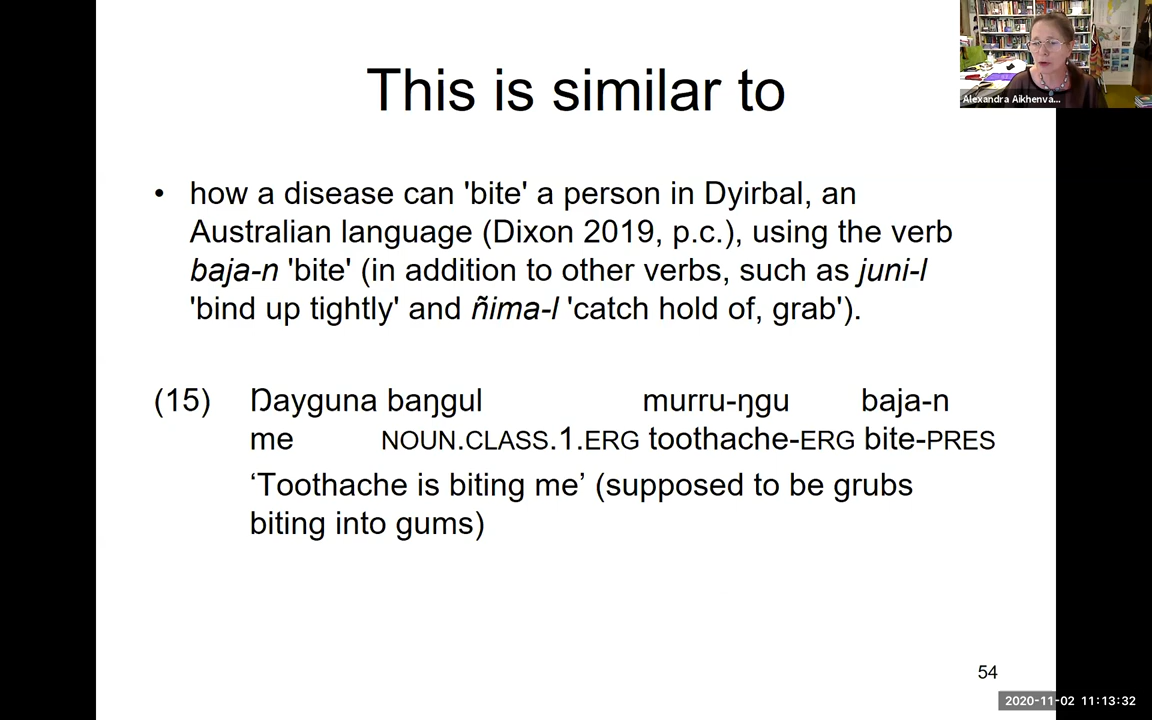 This is similar to
Alexandra Aikhenva...
• how a disease can 'bite' a person in Dyirbal, an
Australian language (Dixon 2019, p.c.), using the verb
baja-n 'bite' (in addition to other verbs, such as juni-l
'bind up tightly' and ñima-l 'catch hold of, grab').
(15) Ŋayguna baŋgul murru-ŋgu baja-n
me NOUN.CLASS.1.ERG toothache-ERG bite-PRES
‘Toothache is biting me’ (supposed to be grubs
biting into gums)
54
2020-11-02 11:13:32